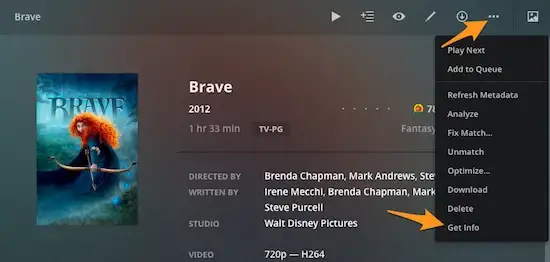 Brave
Play Next
Add to Queue
Refresh Metadata
Analyze
Fix Match...
Unmatch
Optimize...
Download
Delete
Get Info
BRAVE
Brave
2012
78
1 hr 33 min TV-PG Fantasy
DIRECTED BY Brenda Chapman, Mark Andrews, Ste
WRITTEN BY Irene Mecchi, Brenda Chapman, Mark
Steve Purcell
STUDIO Walt Disney Pictures
VIDEO 720p — H264